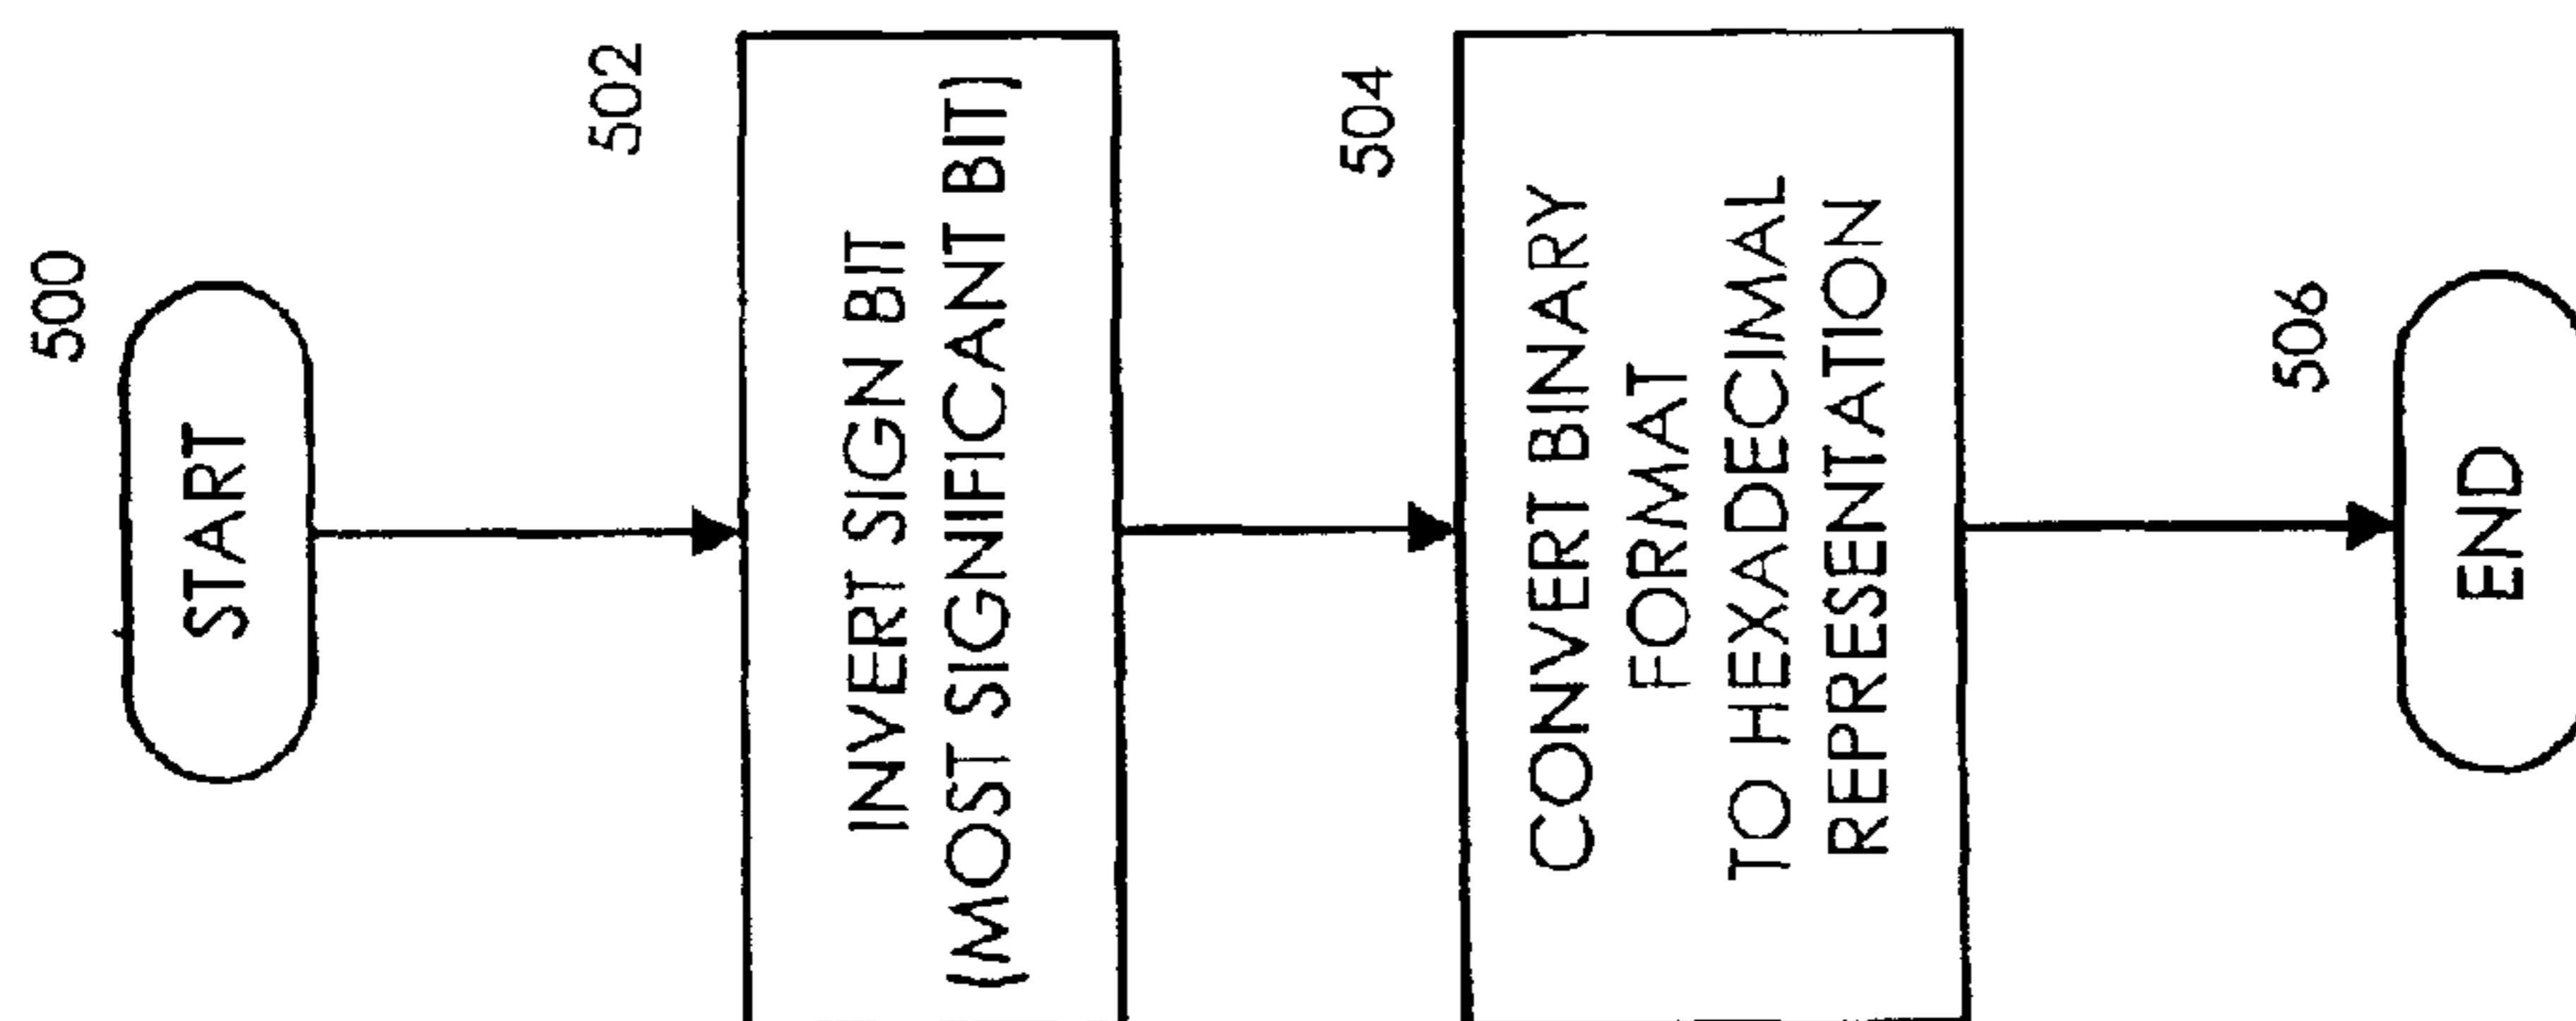 500
START
502
INVERT SIGN BIT
(MOST SIGNIFICANT BIT)
504
CONVERT BINARY
FORMAT
TO HEXADECIMAL
REPRESENTATION
506
END